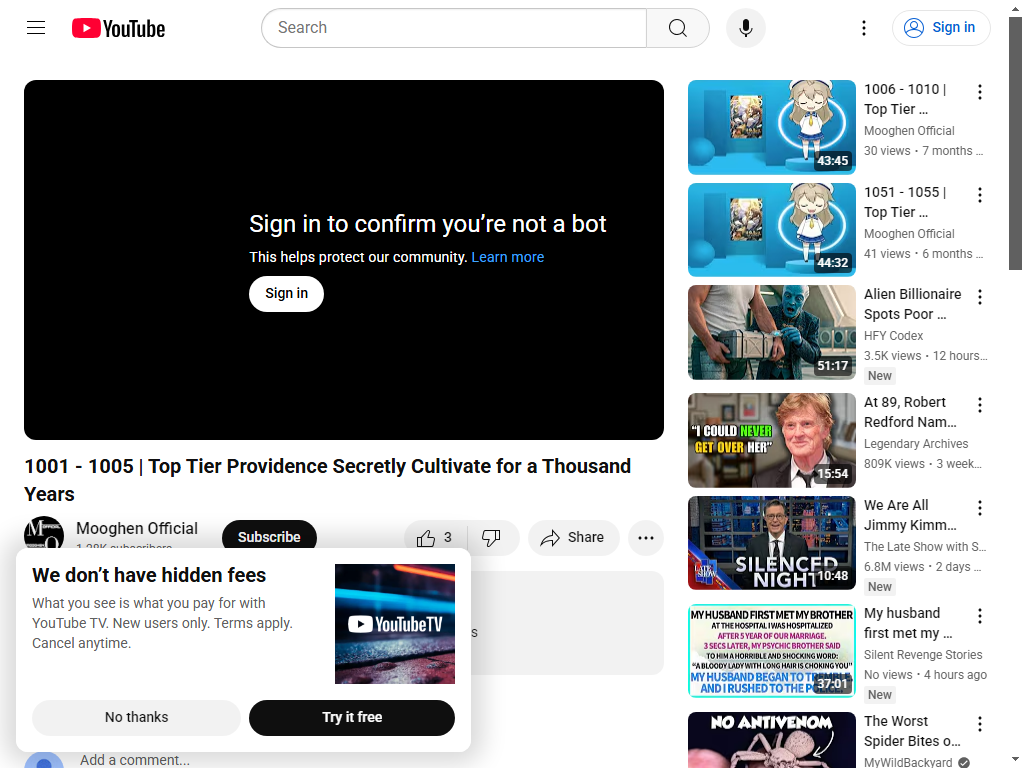 YouTube
Search
Sign in
Sign in to confirm you’re not a bot
This helps protect our community. Learn more
Sign in
1001 - 1005 | Top Tier Providence Secretly Cultivate for a Thousand
Years
Mooghen Official
Subscribe
3
Share
We don’t have hidden fees
What you see is what you pay for with
YouTube TV. New users only. Terms apply.
Cancel anytime.
YouTubeTV
No thanks
Try it free
Add a comment...
43:45
1006 - 1010 |
Top Tier ...
Mooghen Official
30 views • 7 months ...
44:32
1051 - 1055 |
Top Tier ...
Mooghen Official
41 views • 6 months ...
51:17
Alien Billionaire
Spots Poor ...
HFY Codex
3.5K views • 12 hours...
New
"I COULD NEVER
GET OVER HER"
15:54
At 89, Robert
Redford Nam...
Legendary Archives
809K views • 3 week...
LATE SHOW
SILENCED
NIGHT
10:48
We Are All
Jimmy Kimm...
The Late Show with S...
6.8M views • 2 days ...
New
MY HUSBAND FIRST MET MY BROTHER
AT THE HOSPITAL I WAS HOSPITALIZED
AFTER 5 YEAR OF OUR MARRIAGE.
3 SECS LATER, MY PSYCHIC BROTHER SAID
TO HIM A HORRIBLE AND SHOCKING WORD:
"A BLOODY LADY WITH LONG HAIR IS CHOKING YOU"
MY HUSBAND BEGAN TO TREMBLE
AND I RUSHED TO THE POLICE.
37:01
My husband
first met my ...
Silent Revenge Stories
No views • 4 hours ago
New
NO ANTIVENOM
The Worst
Spider Bites o...
MyWildBackyard